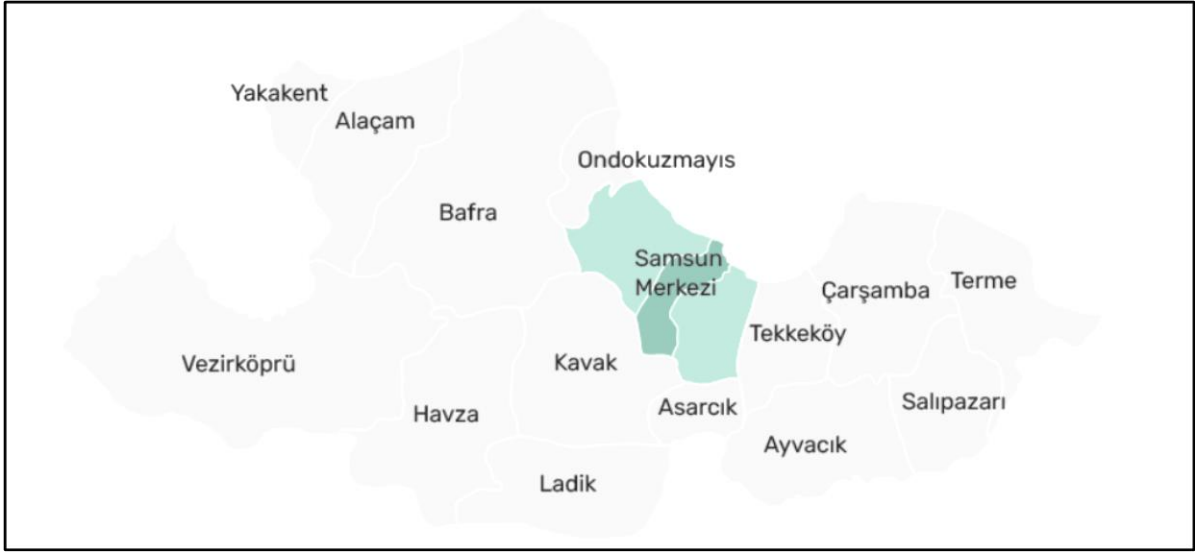 Yakakent
Alaçam
Ondokuzmayıs
Bafra
Samsun
Merkezi
Terme
Çarşamba
Tekkeköy
Vezirköprü
Kavak
Salıpazarı
Asarcık
Havza
Ayvacık
Ladik